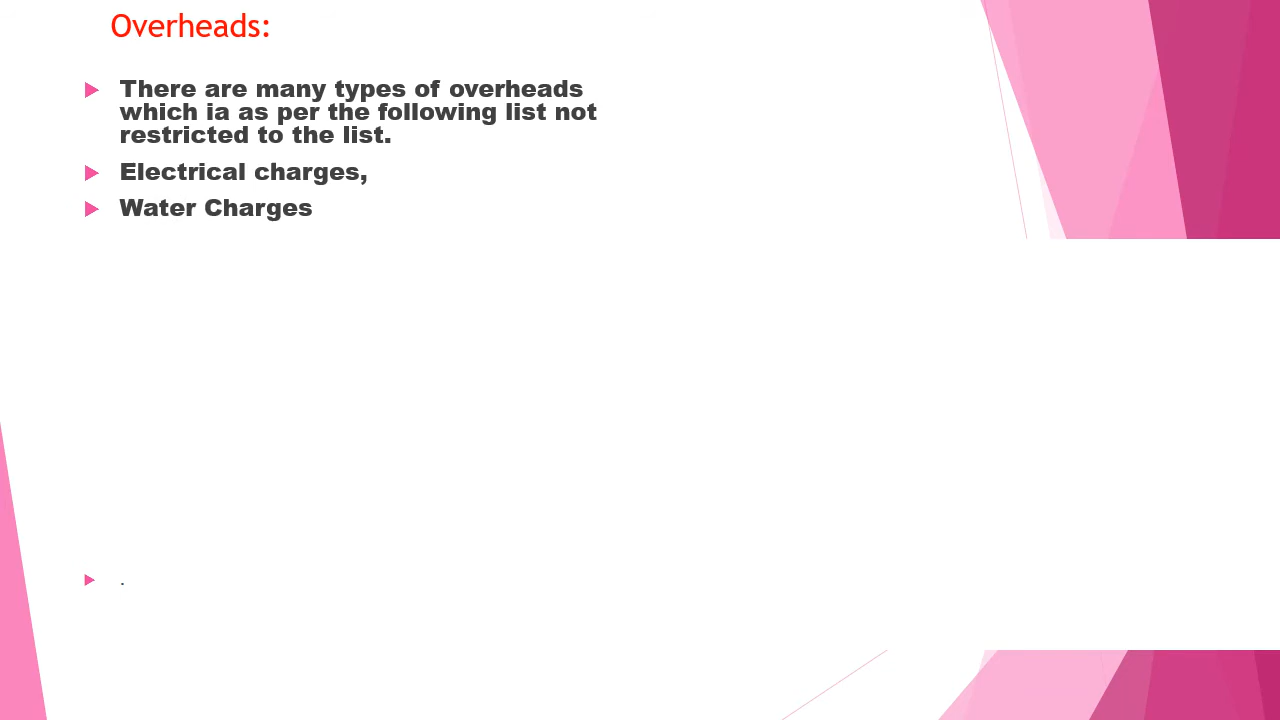 Overheads:
There are many types of overheads
which ia as per the following list not
restricted to the list.
Electrical charges,
Water Charges
.